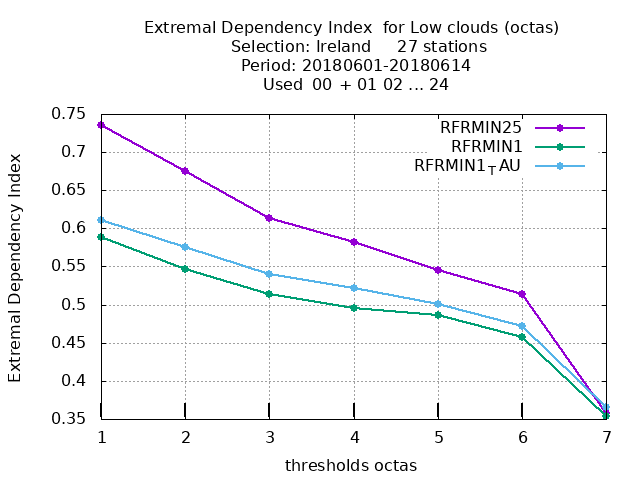 Extremal Dependency Index  for Low clouds (octas)
Selection: Ireland     27 stations
Period: 20180601-20180614
Used  00 + 01 02 ... 24
RFRMIN25
RFRMIN1
RFRMIN1TAU
Extremal Dependency Index
0.75
0.7
0.65
0.6
0.55
0.5
0.45
0.4
0.35
1 2 3 4 5 6 7
thresholds octas